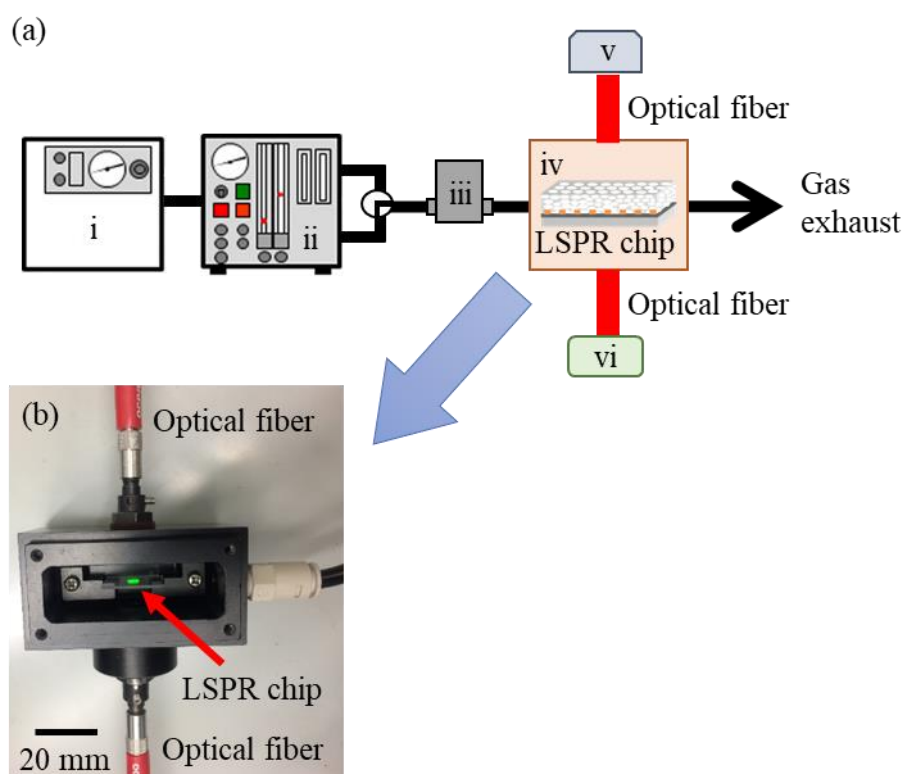 (a)
v
Optical fiber
i
ii
iii
iv
LSPR chip
Gas
exhaust
Optical fiber
vi
(b)
Optical fiber
LSPR chip
20 mm
Optical fiber